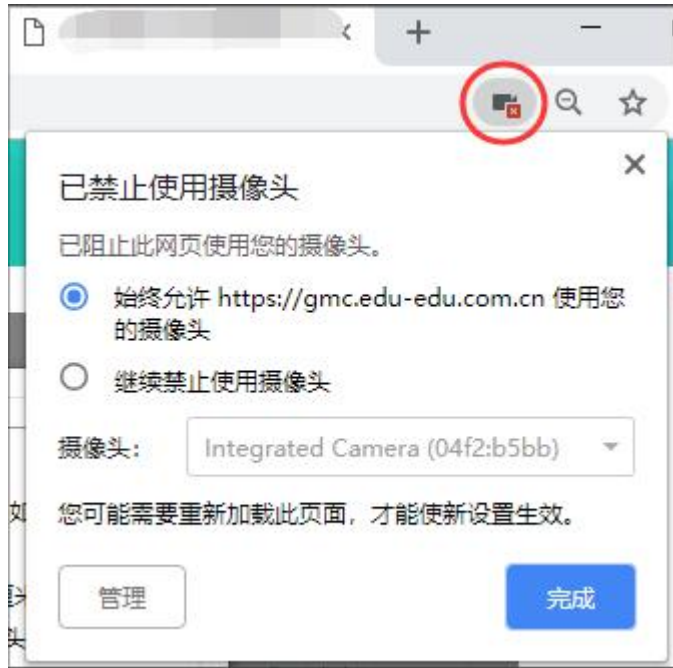 已禁止使用摄像头
已阻止此网页使用您的摄像头。
始终允许 https://gmc.edu-edu.com.cn 使用您
的摄像头
继续禁止使用摄像头
摄像头: Integrated Camera (04f2:b5bb)
如
您可能需要重新加载此页面，才能使新设置生效。
管理 完成
头